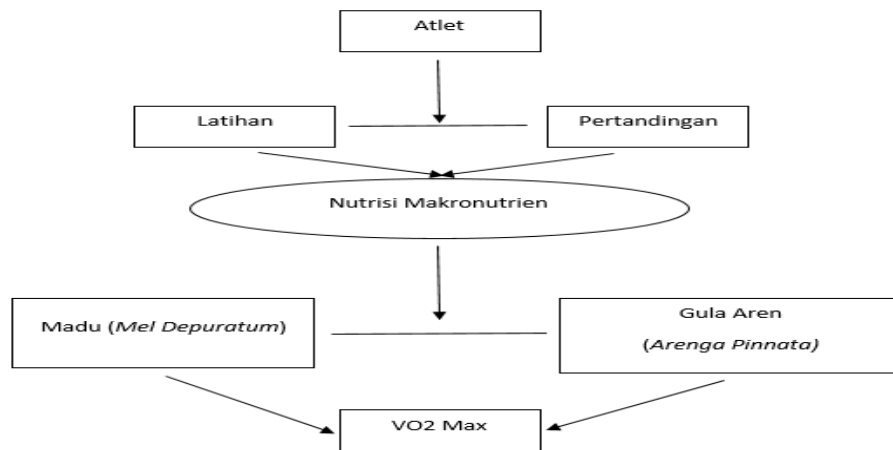 Atlet
Latihan
Pertandingan
Nutrisi Makronutrien
Madu (Mel Depuratum)
Gula Aren
(Arenga Pinnata)
VO2 Max